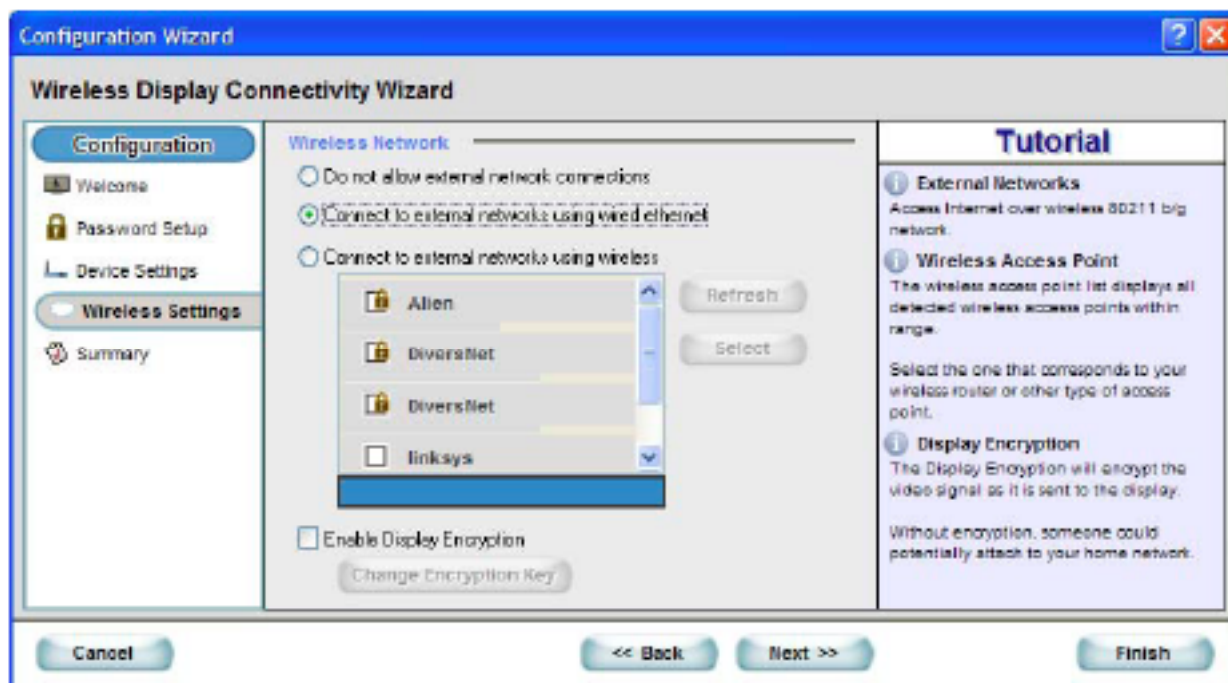 Configuration Wizard
?
Wireless Display Connectivity Wizard
Configuration
Welcome
Password Setup
Device Settings
Wireless Settings
Summary
Wireless Network
Do not allow external network connections
Connect to external networks using wired ethernet
Connect to external networks using wireless
Alien
DiversNet
DiversNet
linksys
Refresh
Select
Enable Display Encryption
Change Encryption Key
Tutorial
External Networks
Access Internet over wireless 80211 b/g
network.
Wireless Access Point
The wireless access point list displays all
detected wireless access points within
range.
Select the one that corresponds to your
wireless router or other type of access
point.
Display Encryption
The Display Encryption will encrypt the
video signal as it is sent to the display.
Without encryption, someone could
potentially attach to your home network.
Cancel
<< Back
Next >>
Finish